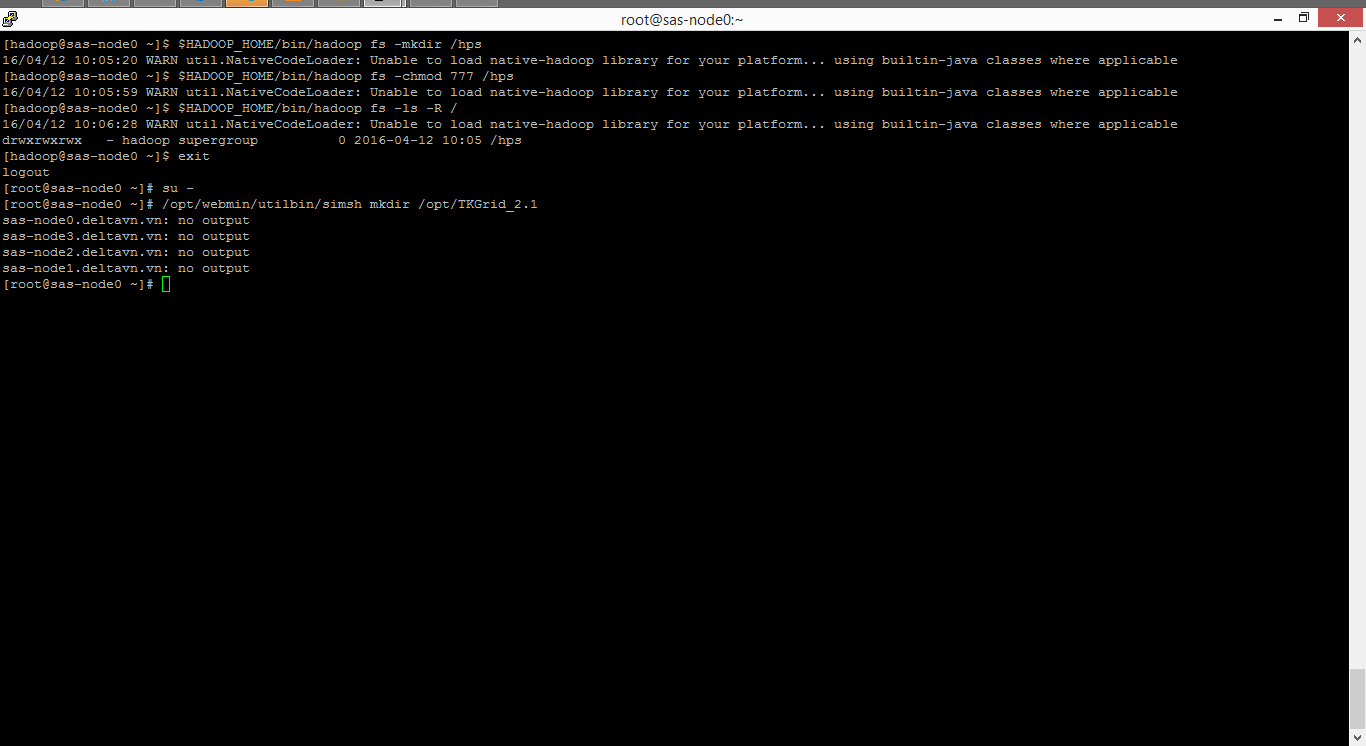 root@sas-node0:~
[hadoop@sas-node0 ~]$ $HADOOP_HOME/bin/hadoop fs -mkdir /hps
16/04/12 10:05:20 WARN util.NativeCodeLoader: Unable to load native-hadoop library for your platform... using builtin-java classes where applicable
[hadoop@sas-node0 ~]$ $HADOOP_HOME/bin/hadoop fs -chmod 777 /hps
16/04/12 10:05:59 WARN util.NativeCodeLoader: Unable to load native-hadoop library for your platform... using builtin-java classes where applicable
[hadoop@sas-node0 ~]$ $HADOOP_HOME/bin/hadoop fs -ls -R /
16/04/12 10:06:28 WARN util.NativeCodeLoader: Unable to load native-hadoop library for your platform... using builtin-java classes where applicable
drwxrwxrwx   - hadoop supergroup          0 2016-04-12 10:05 /hps
[hadoop@sas-node0 ~]$ exit
logout
[root@sas-node0 ~]# su -
[root@sas-node0 ~]# /opt/webmin/utilbin/simsh mkdir /opt/TKGrid_2.1
sas-node0.deltavn.vn: no output
sas-node3.deltavn.vn: no output
sas-node2.deltavn.vn: no output
sas-node1.deltavn.vn: no output
[root@sas-node0 ~]#